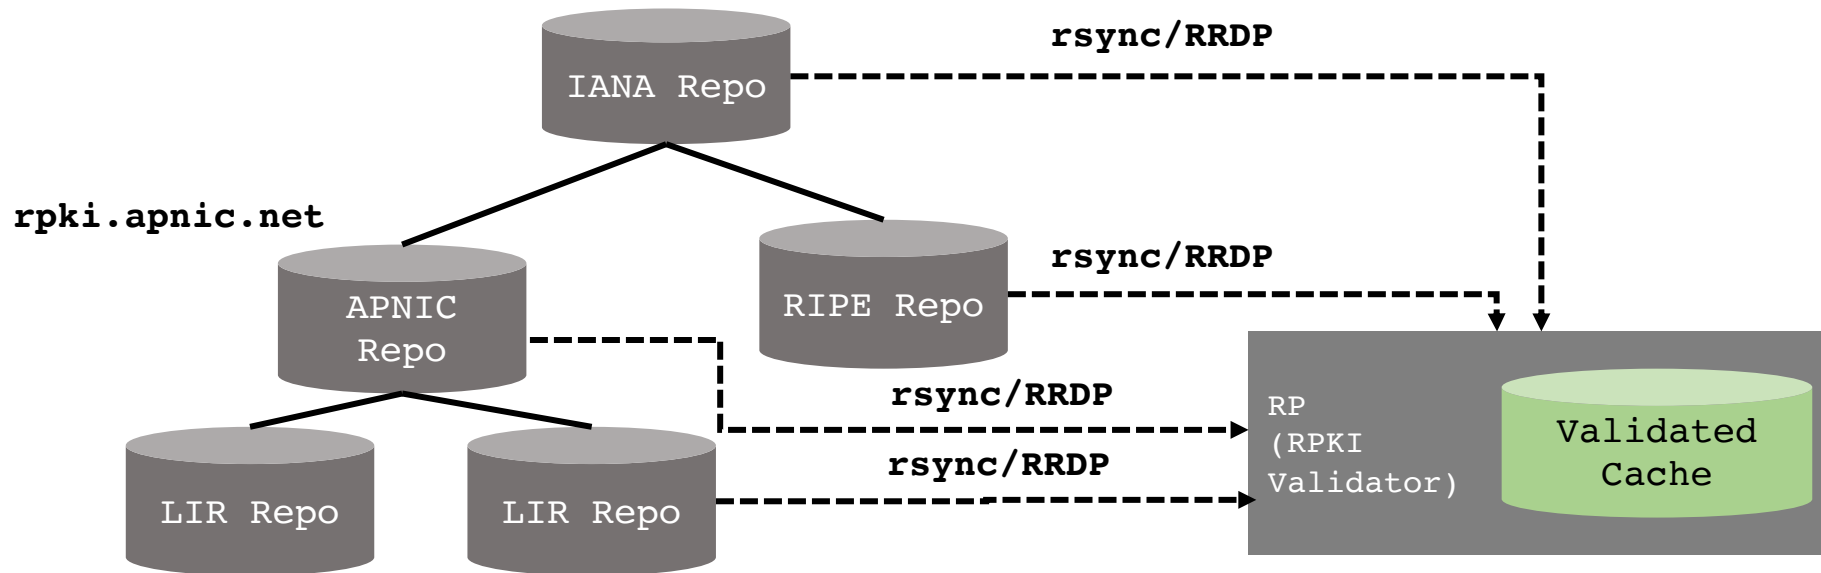 rsync/RRDP
IANA Repo
rpki.apnic.net
rsync/RRDP
APNIC
Repo
RIPE Repo
rsync/RRDP
RP
(RPKI
Validator)
Validated
Cache
rsync/RRDP
LIR Repo
LIR Repo